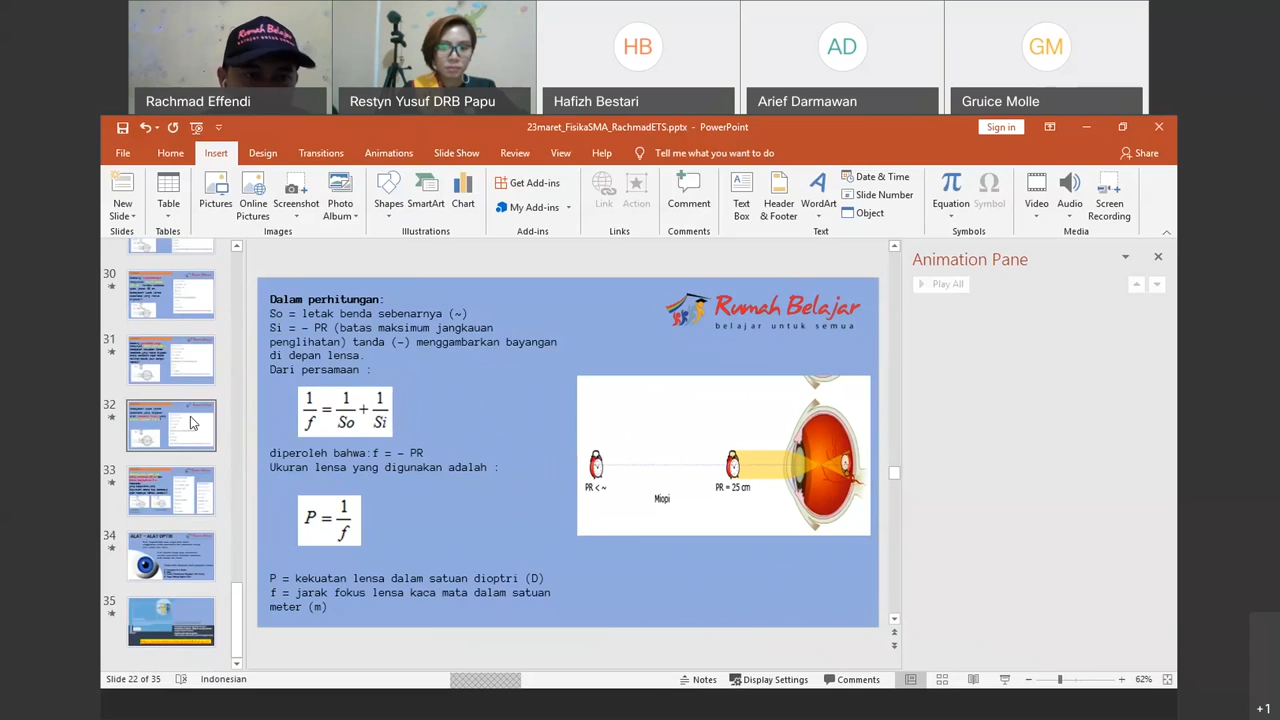 Rumah Belajar
HB
AD
GM
Rachmad Effendi
Restyn Yusuf DRB Papu
Hafizh Bestari
Arief Darmawan
Gruice Molle
23maret_FisikaSMA_RachmadETS.pptx - PowerPoint
Sign in
File
Home
Insert
Design
Transitions
Animations
Slide Show
Review
View
Help
Tell me what you want to do
Share
New Slide
Table
Pictures
Online Pictures
Screenshot
Photo Album
Shapes
SmartArt
Chart
Get Add-ins
My Add-ins
Link
Action
Comment
Text Box
Header & Footer
WordArt
Date & Time
Slide Number
Object
Equation
Symbol
Video
Audio
Screen Recording
Slides
Tables
Images
Illustrations
Add-ins
Links
Comments
Text
Symbols
Media
30
31
32
33
34
ALAT - ALAT OPTIK
35
Dalam perhitungan:
So = letak benda sebenarnya (~)
Si = - PR (batas maksimum jangkauan
penglihatan) tanda (-) menggambarkan bayangan
di depan lensa.
Dari persamaan :
1/f = 1/So + 1/Si
diperoleh bahwa:f = - PR
Ukuran lensa yang digunakan adalah :
P = 1/f
P = kekuatan lensa dalam satuan dioptri (D)
f = jarak fokus lensa kaca mata dalam satuan
meter (m)
Rumah Belajar
belajar untuk semua
PR < ~
Miopi
PR = 25 cm
Animation Pane
Play All
Slide 22 of 35
Indonesian
Notes
Display Settings
Comments
62%
+1